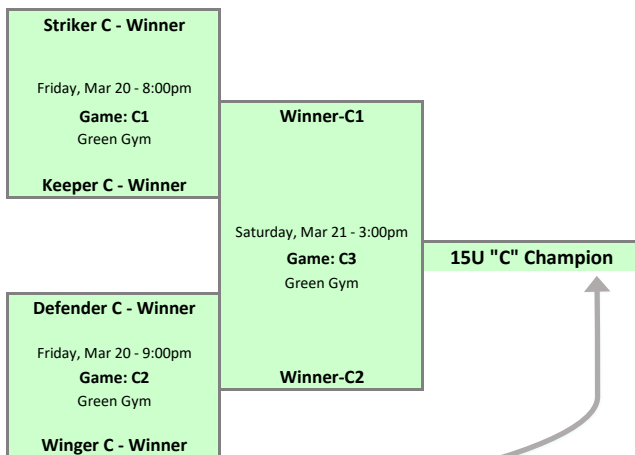 Striker C - Winner
Friday, Mar 20 - 8:00pm
Game: C1
Green Gym
Keeper C - Winner
Winner-C1
Saturday, Mar 21 - 3:00pm
Game: C3
Green Gym
Winner-C2
15U "C" Champion
Defender C - Winner
Friday, Mar 20 - 9:00pm
Game: C2
Green Gym
Winger C - Winner